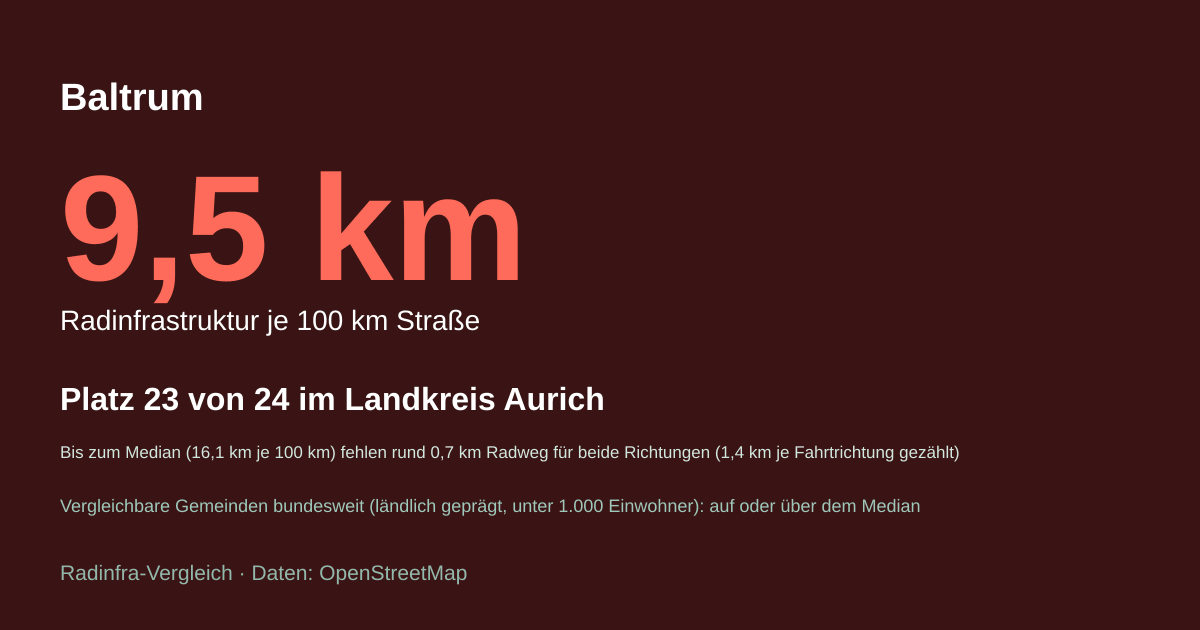 Baltrum
9,5 km
Radinfrastruktur je 100 km Straße
Platz 23 von 24 im Landkreis Aurich
Bis zum Median (16,1 km je 100 km) fehlen rund 0,7 km Radweg für beide Richtungen (1,4 km je Fahrtrichtung gezählt)
Vergleichbare Gemeinden bundesweit (ländlich geprägt, unter 1.000 Einwohner): auf oder über dem Median
Radinfra-Vergleich · Daten: OpenStreetMap